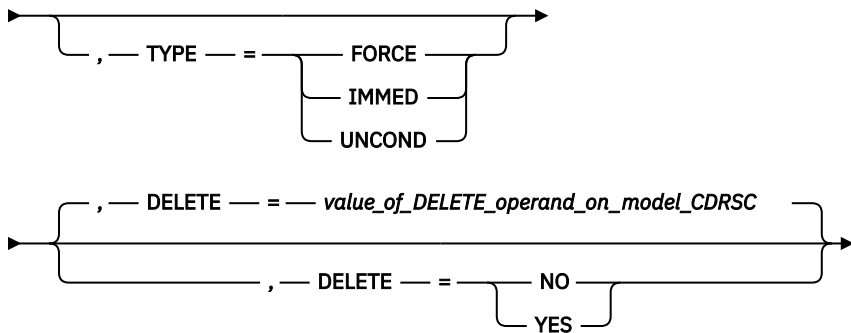 , TYPE = FORCE
IMMED
UNCOND
, DELETE = value_of_DELETE_operand_on_model_CDRSC
, DELETE = NO
YES